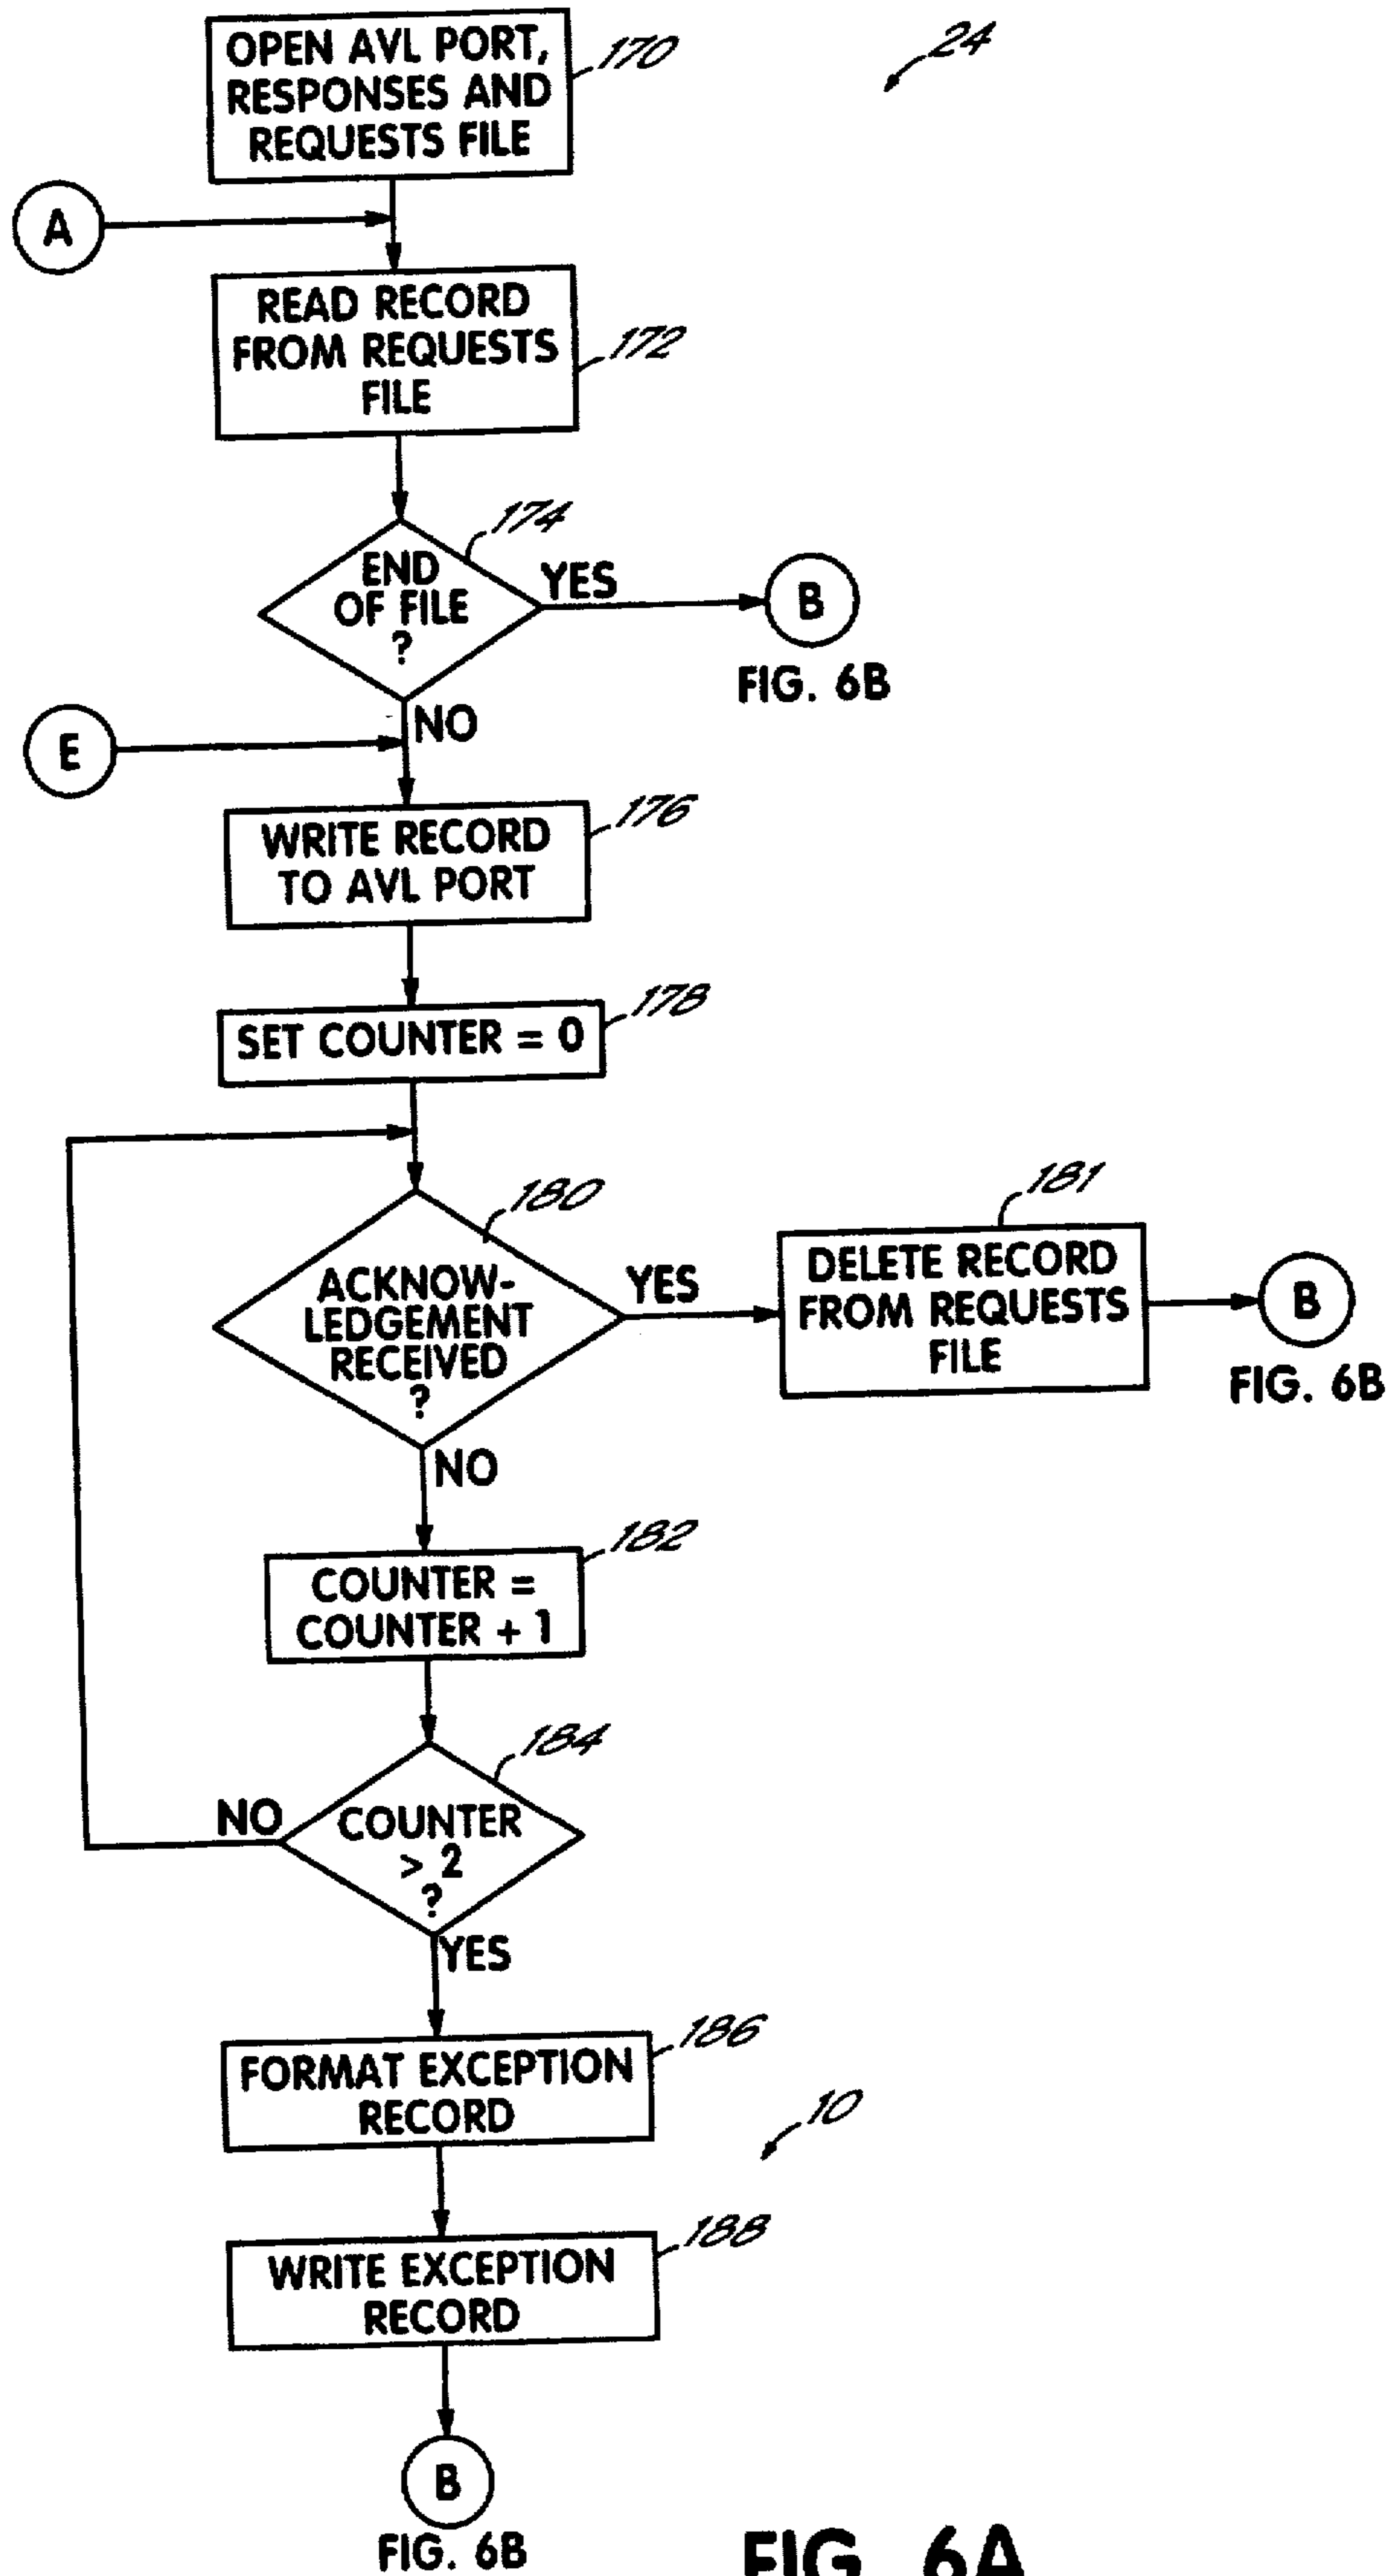 OPEN AVL PORT,
RESPONSES AND
REQUESTS FILE
170
24
A
READ RECORD
FROM REQUESTS
FILE
172
174
END
OF FILE
?
YES
B
FIG. 6B
NO
E
WRITE RECORD
TO AVL PORT
176
SET COUNTER = 0
178
180
ACKNOW-
LEDGEMENT
RECEIVED
?
YES
181
DELETE RECORD
FROM REQUESTS
FILE
B
FIG. 6B
NO
COUNTER =
COUNTER + 1
182
184
COUNTER
> 2
?
NO
YES
FORMAT EXCEPTION
RECORD
186
10
WRITE EXCEPTION
RECORD
188
B
FIG. 6B
FIG. 6A